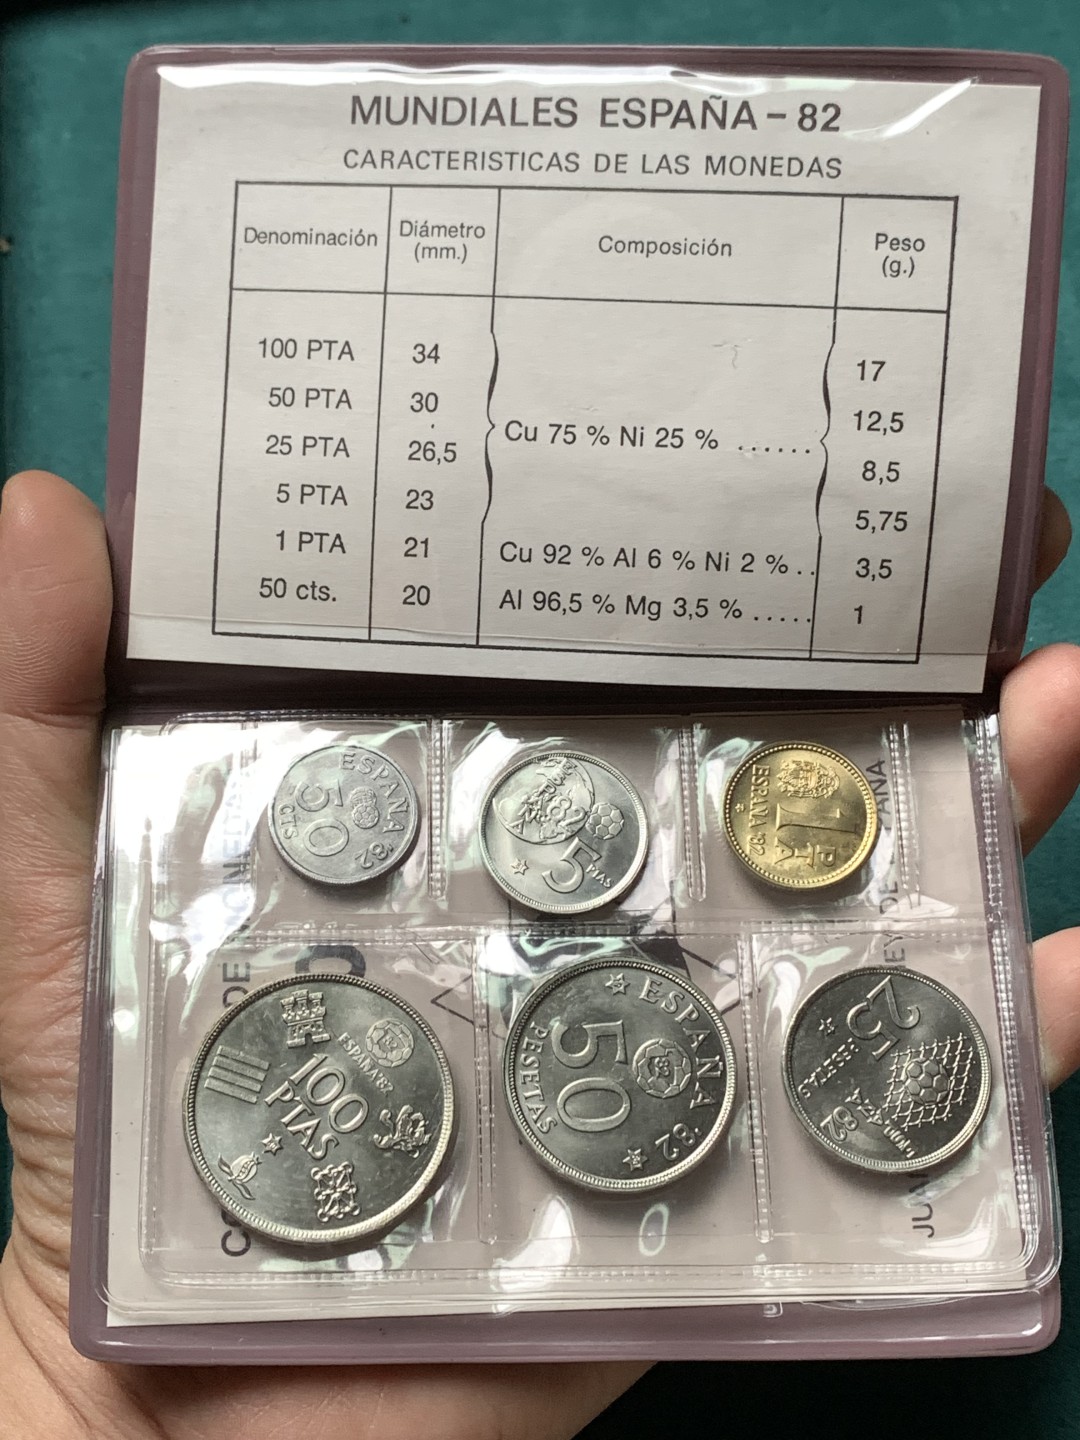 MUNDIALES ESPAÑA - 82
CARACTERISTICAS DE LAS MONEDAS
Denominación Diámetro (mm.) Composición Peso (g.)
100 PTA 34 17
50 PTA 30 12,5
Cu 75 % Ni 25 % ......
25 PTA 26,5 8,5
5 PTA 23 5,75
1 PTA 21 Cu 92 % Al 6 % Ni 2 % .. 3,5
50 cts. 20 Al 96,5 % Mg 3,5 % ..... 1
ESPAÑA '82
50
CTS
ESPAÑA
82
5
PTAS
ESPAÑA '82
1
PTA
ESPAÑA '82
100
PTAS
ESPAÑA '82
50
PESETAS
25
PESETAS
82
DE